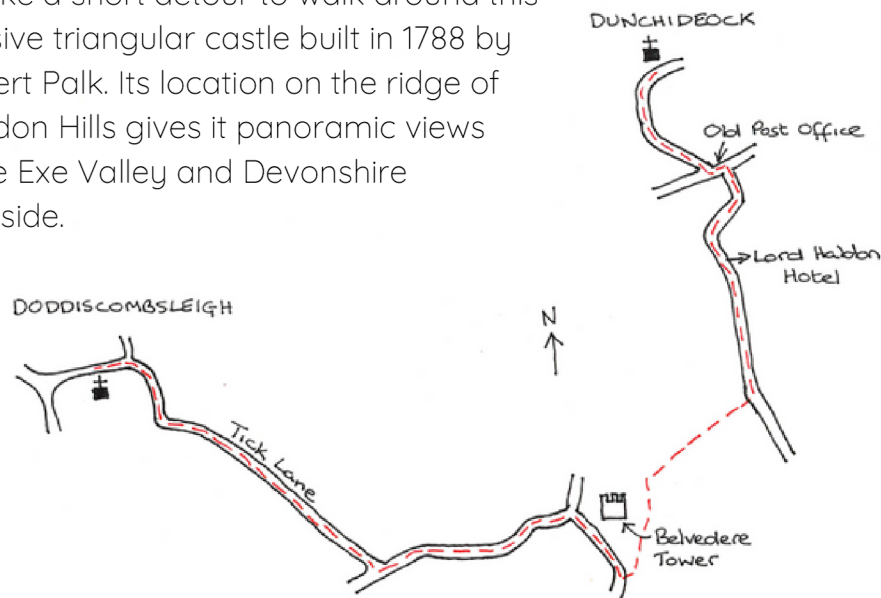 ke a short detour to walk around this
sive triangular castle built in 1788 by
ert Palk. Its location on the ridge of
don Hills gives it panoramic views
e Exe Valley and Devonshire
side.
DUNCHIDEOCK
Old Post Office
Lord Haldon
Hotel
DODDISCOMBSLEIGH
N
Tick Lane
Belvedere
Tower